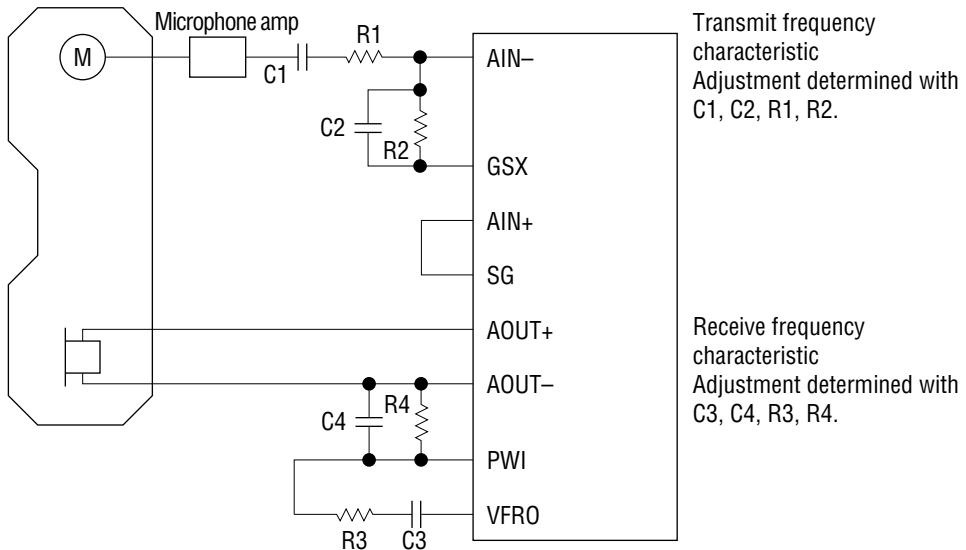 Microphone amp
M
C1
R1
C2
R2
AIN–
GSX
AIN+
SG
AOUT+
AOUT–
PWI
VFRO
C4
R4
R3
C3
Transmit frequency
characteristic
Adjustment determined with
C1, C2, R1, R2.
Receive frequency
characteristic
Adjustment determined with
C3, C4, R3, R4.